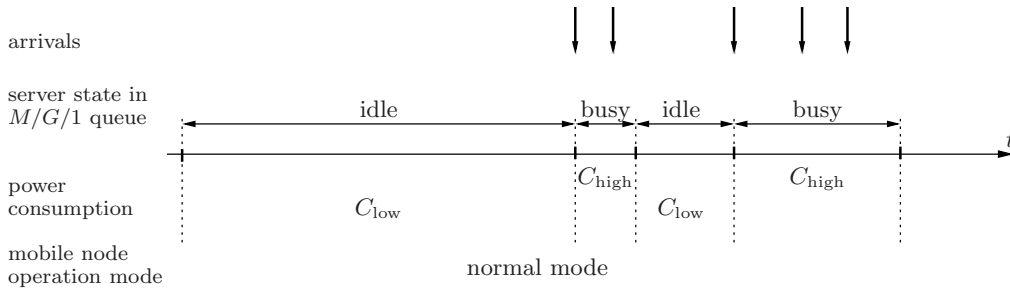 arrivals
server state in
M/G/1 queue
idle
busy
idle
busy
t
power
consumption
C_low
C_high
C_low
C_high
mobile node
operation mode
normal mode